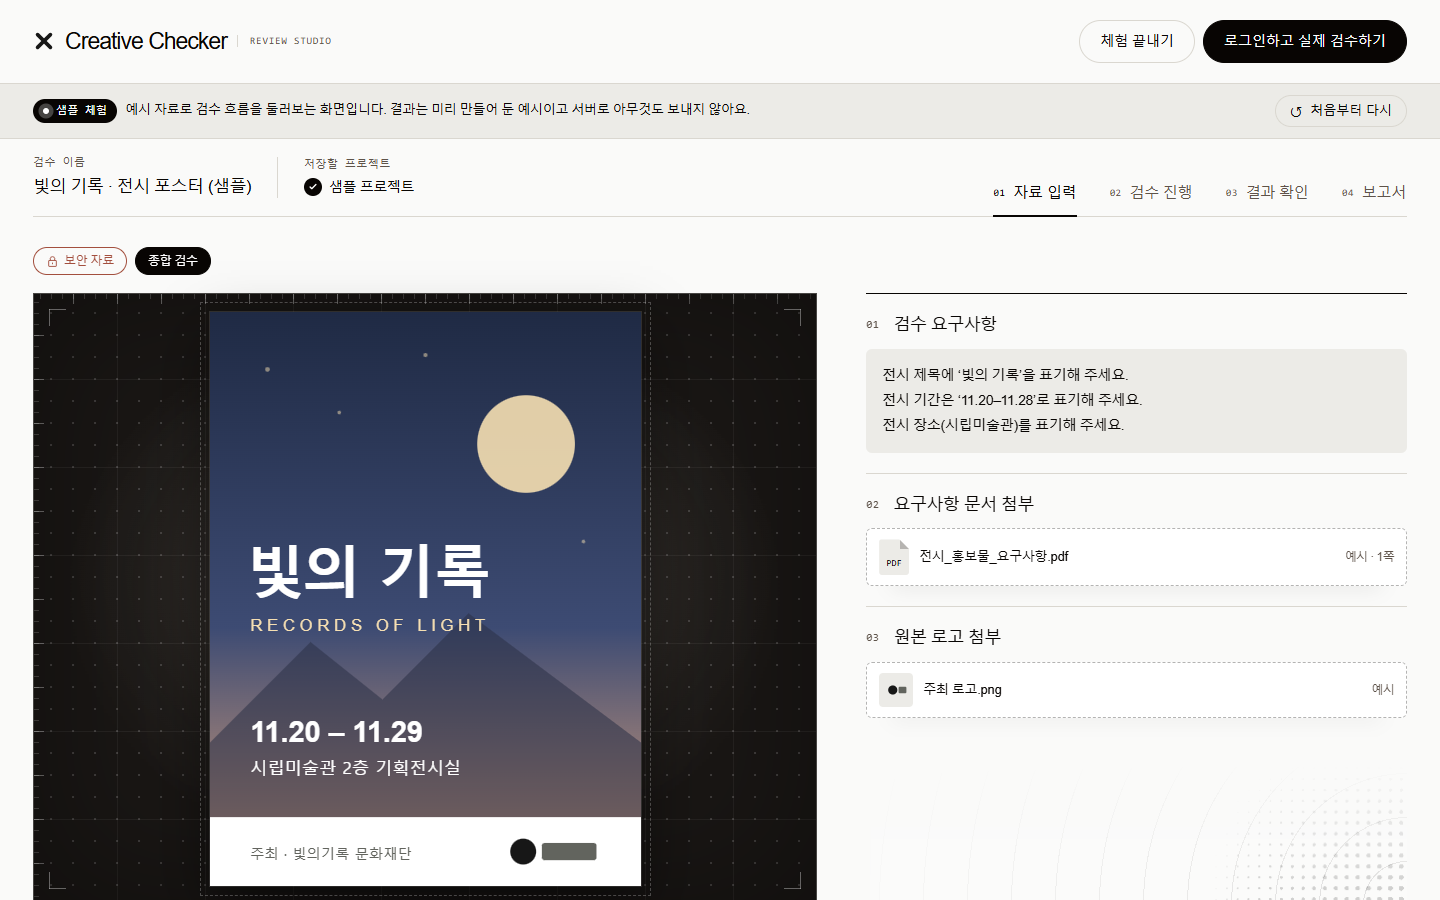 Creative Checker
REVIEW STUDIO
체험 끝내기
로그인하고 실제 검수하기
샘플 체험
예시 자료로 검수 흐름을 둘러보는 화면입니다. 결과는 미리 만들어 둔 예시이고 서버로 아무것도 보내지 않아요.
처음부터 다시
검수 이름
빛의 기록 · 전시 포스터 (샘플)
저장할 프로젝트
샘플 프로젝트
01 자료 입력
02 검수 진행
03 결과 확인
04 보고서
보안 자료
종합 검수
빛의 기록
RECORDS OF LIGHT
11.20 – 11.29
시립미술관 2층 기획전시실
주최 · 빛의기록 문화재단
01 검수 요구사항
전시 제목에 ‘빛의 기록’을 표기해 주세요.
전시 기간은 ‘11.20–11.28’로 표기해 주세요.
전시 장소(시립미술관)를 표기해 주세요.
02 요구사항 문서 첨부
PDF
전시_홍보물_요구사항.pdf
예시 · 1쪽
03 원본 로고 첨부
주최 로고.png
예시